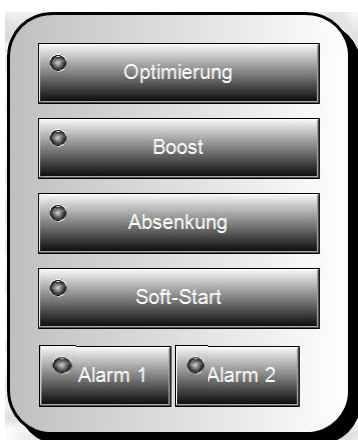 Optimierung
Boost
Absenkung
Soft-Start
Alarm 1 Alarm 2